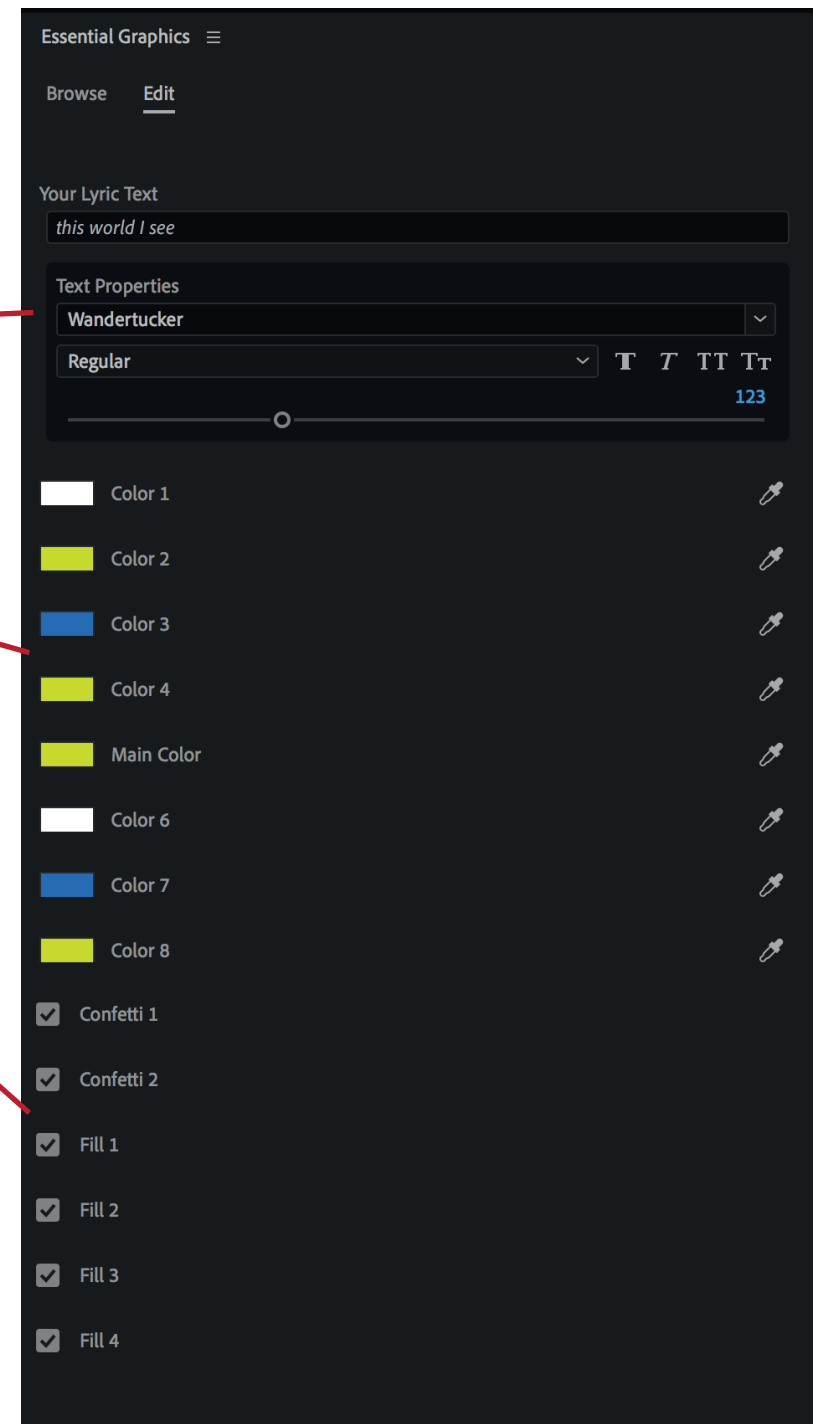 Essential Graphics
Browse Edit
Your Lyric Text
this world I see
Text Properties
Wandertucker
Regular T T TT Tт
123
Color 1
Color 2
Color 3
Color 4
Main Color
Color 6
Color 7
Color 8
Confetti 1
Confetti 2
Fill 1
Fill 2
Fill 3
Fill 4